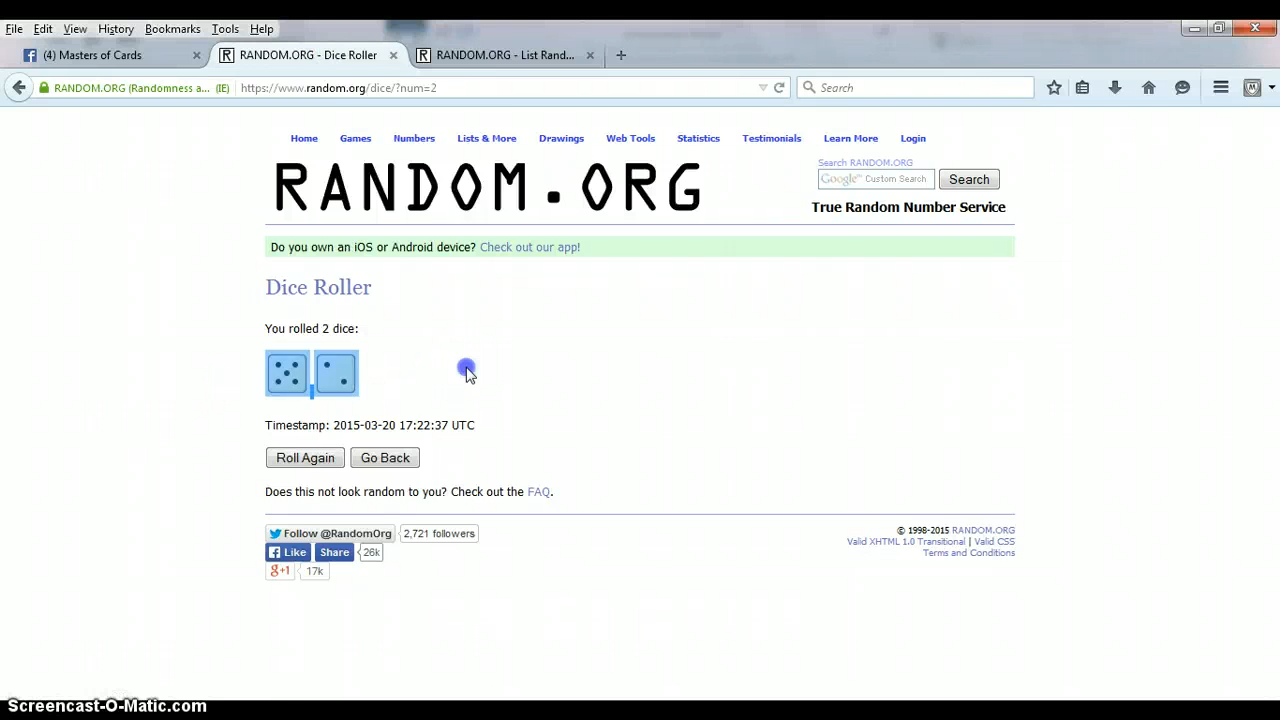 File Edit View History Bookmarks Tools Help
(4) Masters of Cards
RANDOM.ORG - Dice Roller
RANDOM.ORG - List Rand...
RANDOM.ORG (Randomness a... (IE)
https://www.random.org/dice/?num=2
Search
Home Games Numbers Lists & More Drawings Web Tools Statistics Testimonials Learn More Login
RANDOM.ORG
Search RANDOM.ORG
Google™ Custom Search
Search
True Random Number Service
Do you own an iOS or Android device? Check out our app!
Dice Roller
You rolled 2 dice:
Timestamp: 2015-03-20 17:22:37 UTC
Roll Again Go Back
Does this not look random to you? Check out the FAQ.
Follow @RandomOrg 2,721 followers
Like Share 26k
g+1 17k
© 1998-2015 RANDOM.ORG
Valid XHTML 1.0 Transitional | Valid CSS
Terms and Conditions
Screencast-O-Matic.com